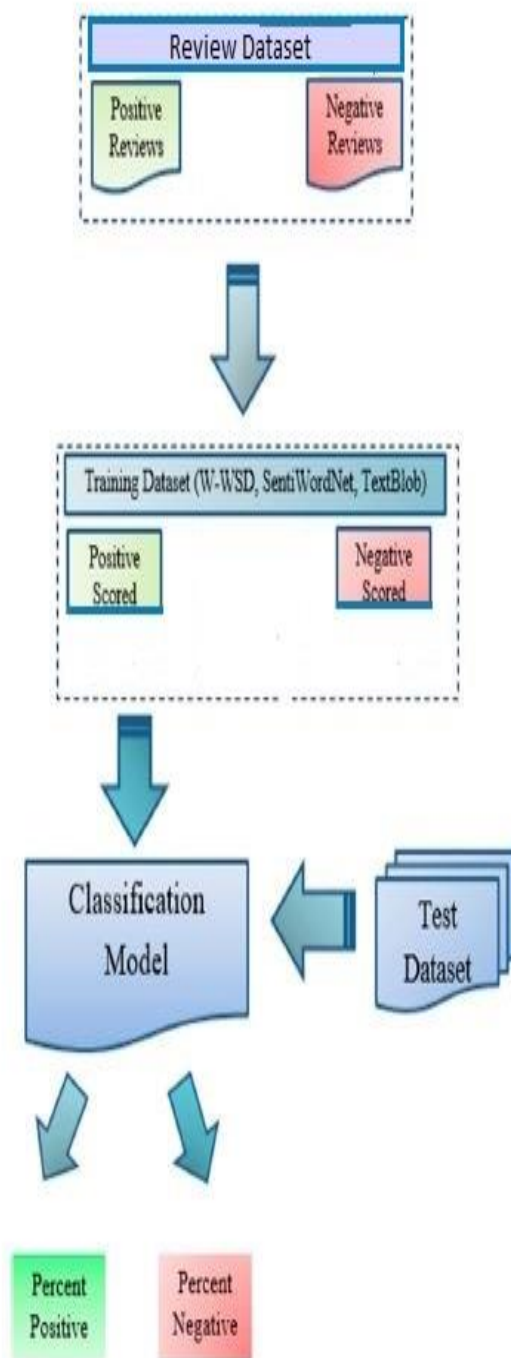 Review Dataset
Positive
Reviews
Negative
Reviews
Training Dataset (W-WSD, SentiWordNet, TextBlob)
Positive
Scored
Negative
Scored
Classification
Model
Test
Dataset
Percent
Positive
Percent
Negative